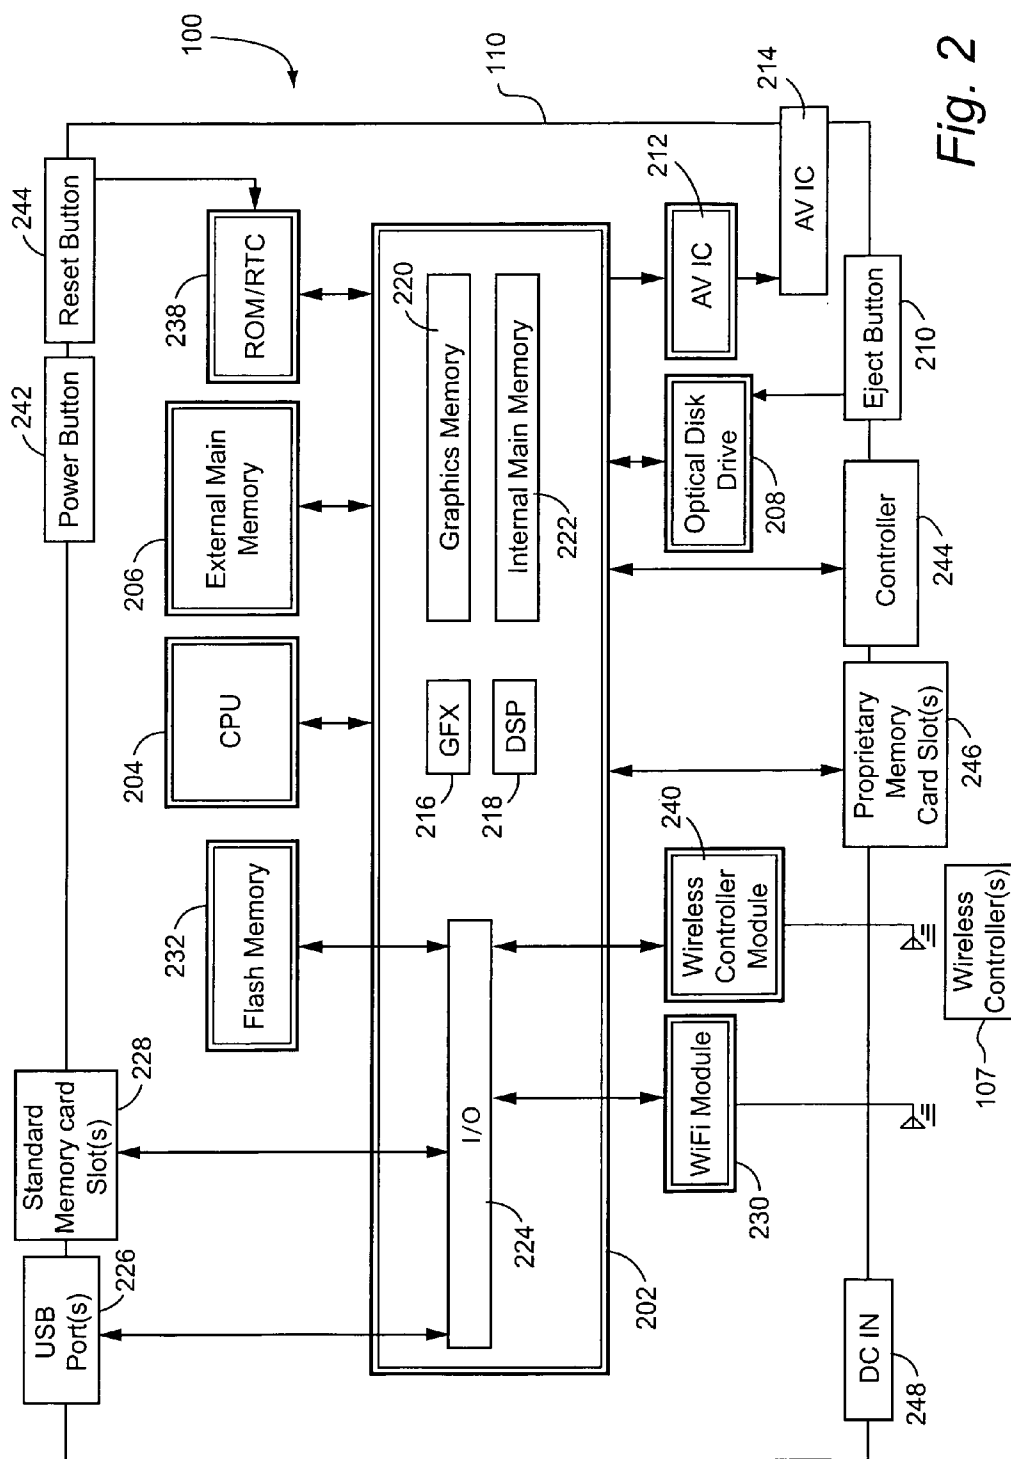 100
110
244
Reset Button
242
Power Button
228
Standard
Memory card
Slot(s)
226
USB
Port(s)
238
ROM/RTC
206
External Main
Memory
204
CPU
232
Flash Memory
220
Graphics Memory
Internal Main Memory
222
GFX
216
DSP
218
I/O
224
202
212
AV IC
214
AV IC
Optical Disk
Drive
208
Eject Button
210
Controller
244
Proprietary
Memory
Card Slot(s)
246
240
Wireless
Controller
Module
WiFi Module
230
Wireless
Controller(s)
107
DC IN
248
Fig. 2